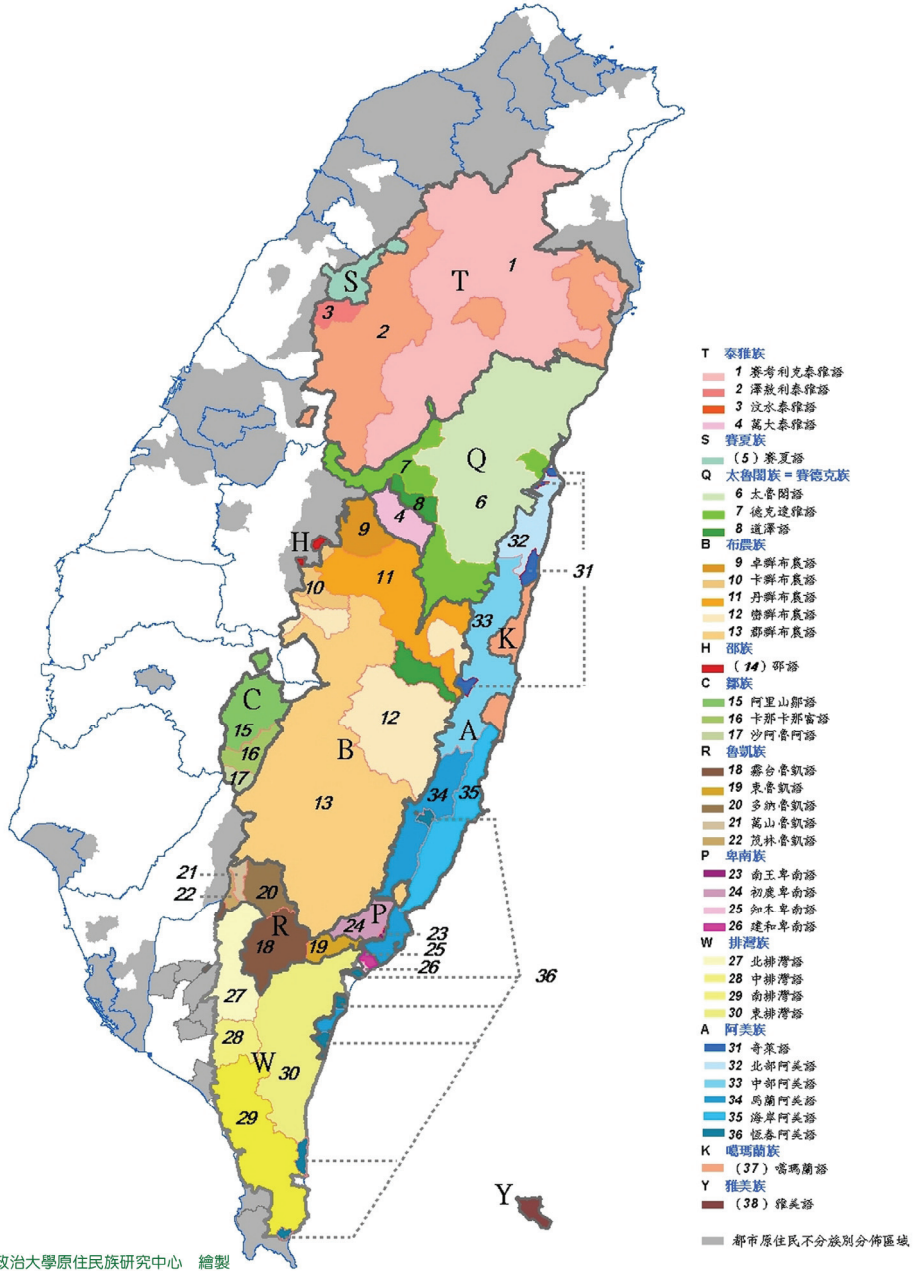 S
T
1
3
2
Q
7
6
8
4
9
H
32
31
11
10
33
K
C
15
12
A
16
B
17
34
35
13
21
20
22
P
R
24
23
18
19
25
26
36
27
28
W
30
29
Y
T 泰雅族
1 賽考利克泰雅語
2 澤敖利泰雅語
3 汶水泰雅語
4 萬大泰雅語
S 賽夏族
(5) 賽夏語
Q 太魯閣族=賽德克族
6 太魯閣語
7 德克達雅語
8 道澤語
B 布農族
9 卓群布農語
10 卡群布農語
11 丹群布農語
12 巒群布農語
13 郡群布農語
H 邵族
(14) 邵語
C 鄒族
15 阿里山鄒語
16 卡那卡那富語
17 沙阿魯阿語
R 魯凱族
18 霧台魯凱語
19 東魯凱語
20 多納魯凱語
21 萬山魯凱語
22 茂林魯凱語
P 卑南族
23 南王卑南語
24 初鹿卑南語
25 知本卑南語
26 建和卑南語
W 排灣族
27 北排灣語
28 中排灣語
29 南排灣語
30 東排灣語
A 阿美族
31 奇萊語
32 北部阿美語
33 中部阿美語
34 馬蘭阿美語
35 海岸阿美語
36 恆春阿美語
K 噶瑪蘭族
(37) 噶瑪蘭語
Y 雅美族
(38) 雅美語
都市原住民不分族別分佈區域
政治大學原住民族研究中心 繪製